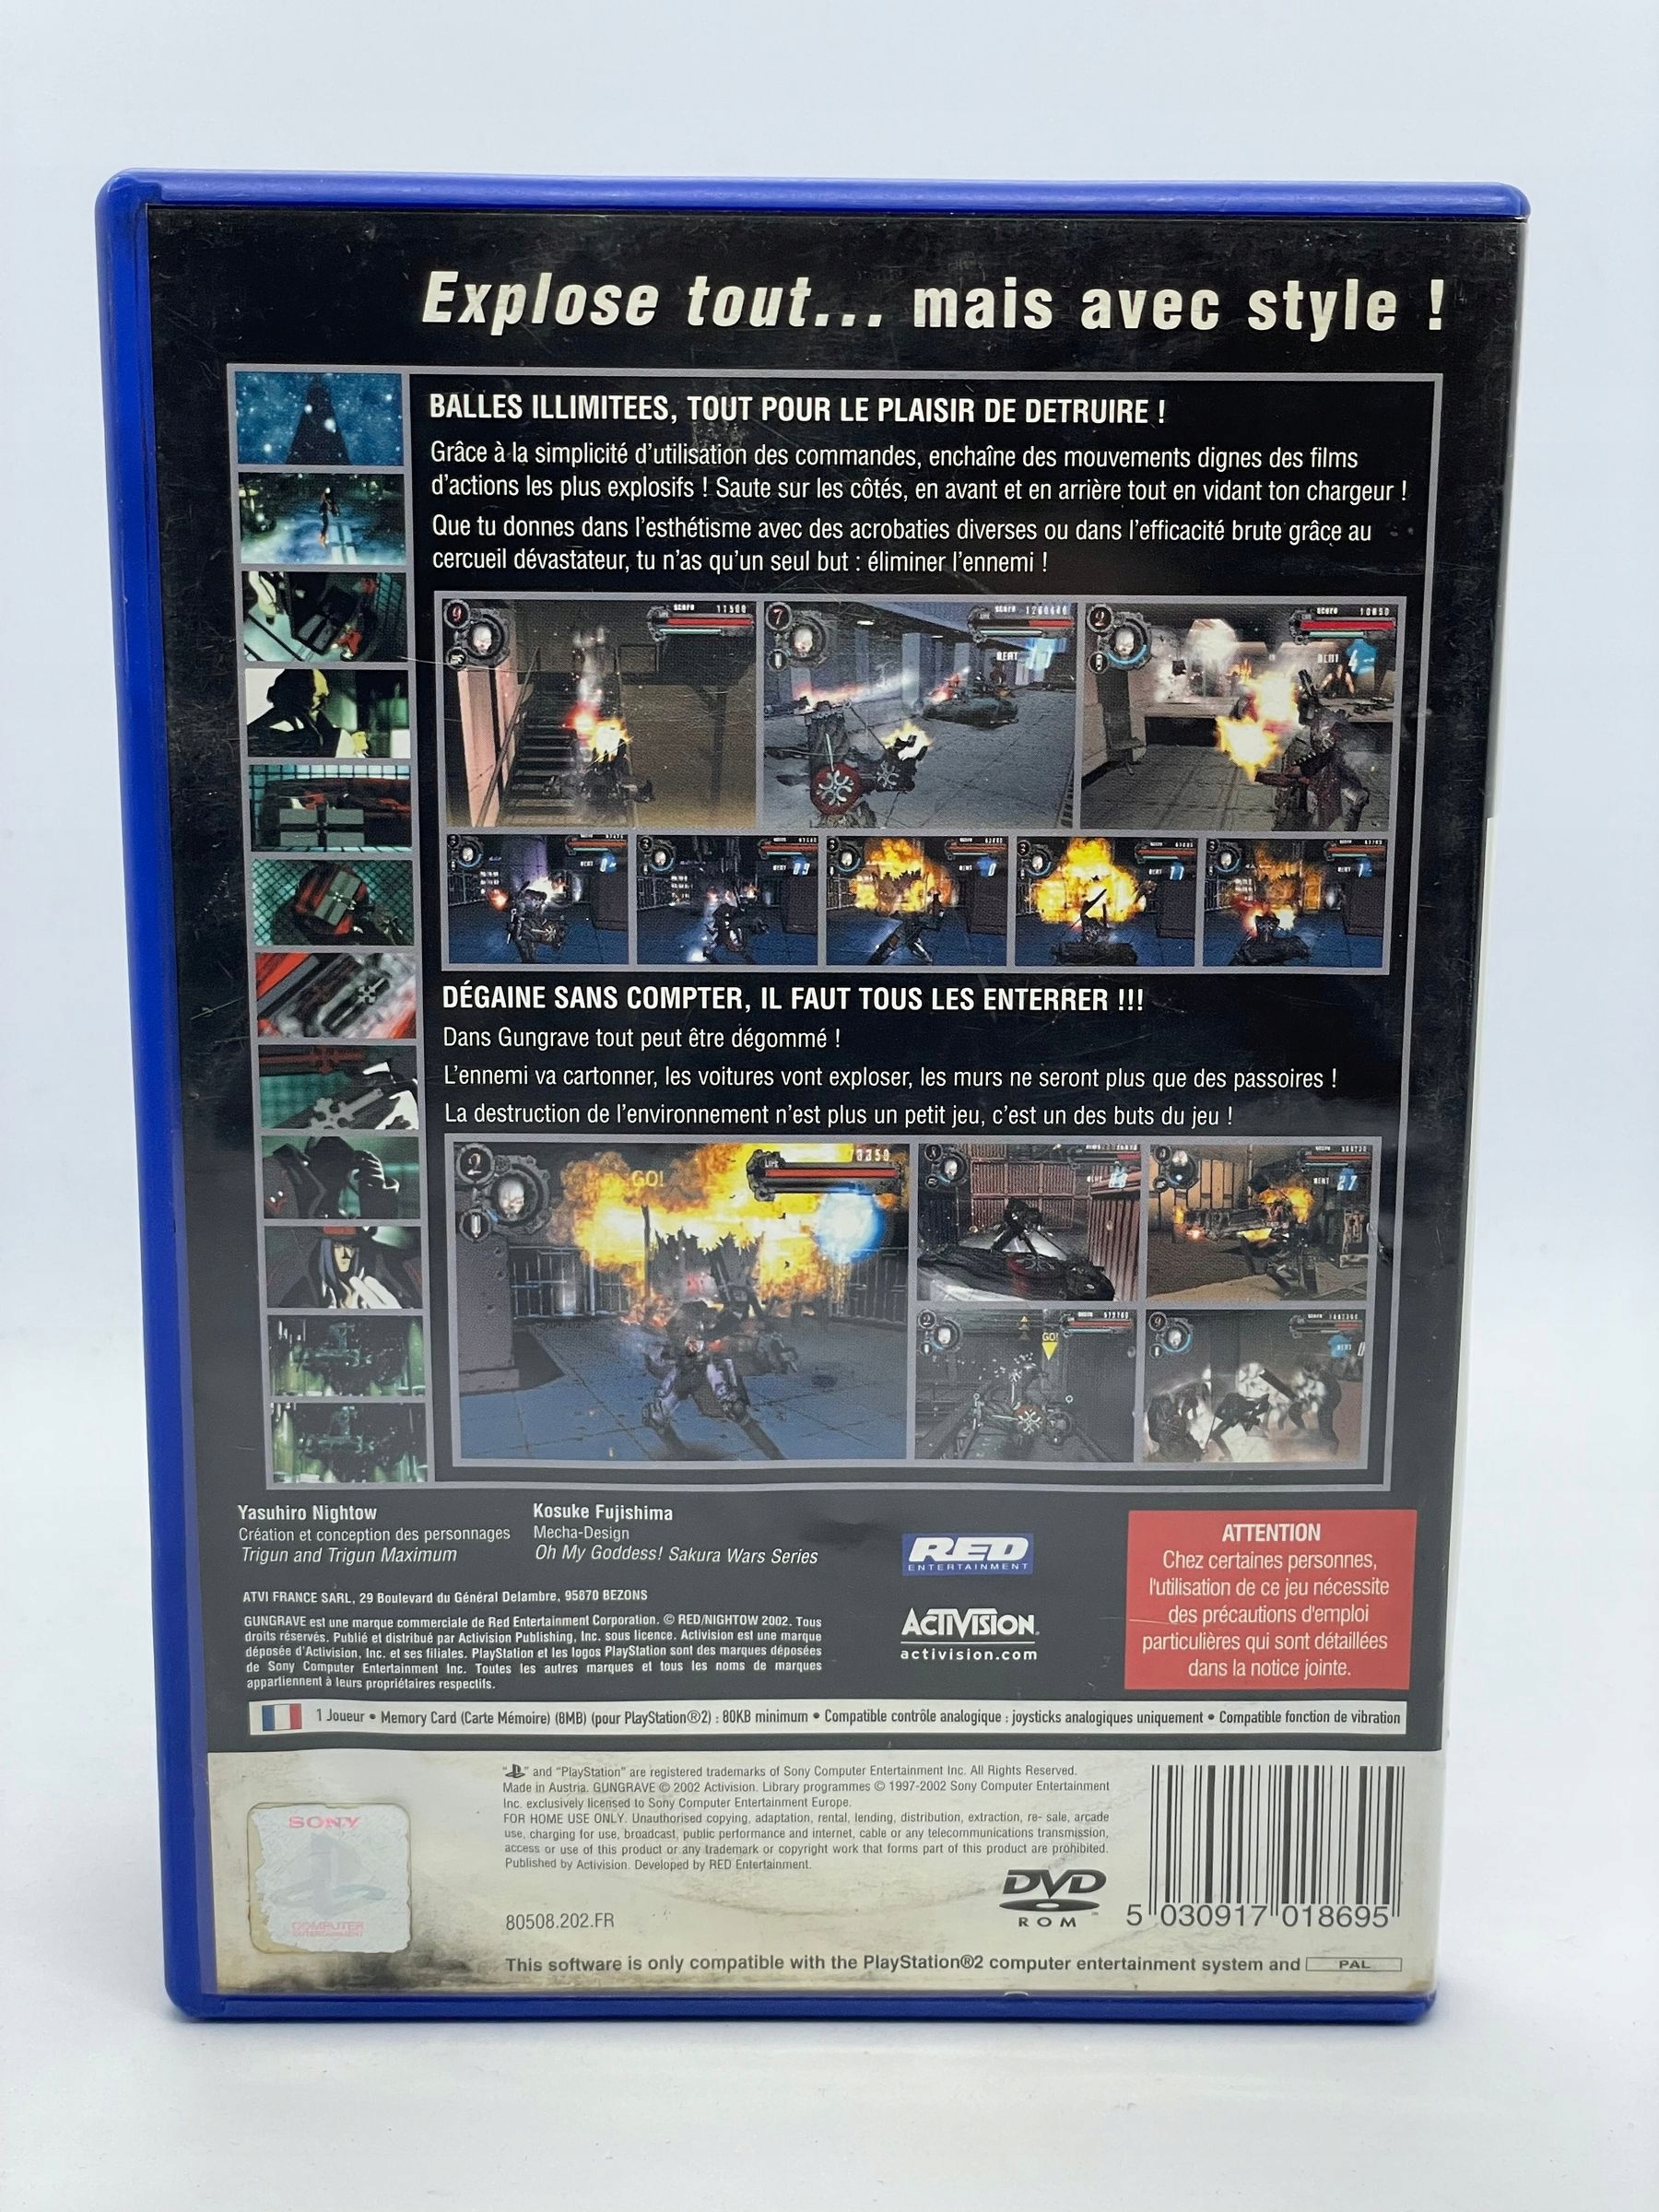 Explose tout... mais avec style !
BALLES ILLIMITEES, TOUT POUR LE PLAISIR DE DETRUIRE !
Grâce à la simplicité d'utilisation des commandes, enchaîne des mouvements dignes des films
d'actions les plus explosifs ! Saute sur les côtés, en avant et en arrière tout en vidant ton chargeur !
Que tu donnes dans l'esthétisme avec des acrobaties diverses ou dans l'efficacité brute grâce au
cercueil dévastateur, tu n'as qu'un seul but : éliminer l'ennemi !
DÉGAINE SANS COMPTER, IL FAUT TOUS LES ENTERRER !!!
Dans Gungrave tout peut être dégommé !
L'ennemi va cartonner, les voitures vont exploser, les murs ne seront plus que des passoires !
La destruction de l'environnement n'est plus un petit jeu, c'est un des buts du jeu !
GO!
GO!
Yasuhiro Nightow
Création et conception des personnages
Trigun and Trigun Maximum
Kosuke Fujishima
Mecha-Design
Oh My Goddess! Sakura Wars Series
RED
ENTERTAINMENT
ACTIVISION.
activision.com
ATTENTION
Chez certaines personnes,
l'utilisation de ce jeu nécessite
des précautions d'emploi
particulières qui sont détaillées
dans la notice jointe.
ATVI FRANCE SARL, 29 Boulevard du Général Delambre, 95870 BEZONS
GUNGRAVE est une marque commerciale de Red Entertainment Corporation. © RED/NIGHTOW 2002. Tous
droits réservés. Publié et distribué par Activision Publishing, Inc. sous licence. Activision est une marque
déposée d'Activision, Inc. et ses filiales. PlayStation et les logos PlayStation sont des marques déposées
de Sony Computer Entertainment Inc. Toutes les autres marques et tous les noms de marques
appartiennent à leurs propriétaires respectifs.
1 Joueur • Memory Card (Carte Mémoire) (8MB) (pour PlayStation®2) : 80KB minimum • Compatible contrôle analogique : joysticks analogiques uniquement • Compatible fonction de vibration
" " and "PlayStation" are registered trademarks of Sony Computer Entertainment Inc. All Rights Reserved.
Made in Austria. GUNGRAVE © 2002 Activision. Library programmes © 1997-2002 Sony Computer Entertainment
Inc. exclusively licensed to Sony Computer Entertainment Europe.
FOR HOME USE ONLY. Unauthorised copying, adaptation, rental, lending, distribution, extraction, re- sale, arcade
use, charging for use, broadcast, public performance and internet, cable or any telecommunications transmission,
access or use of this product or any trademark or copyright work that forms part of this product are prohibited.
Published by Activision. Developed by RED Entertainment.
SONY
COMPUTER
ENTERTAINMENT
80508.202.FR
DVD
ROM
5 030917 018695
This software is only compatible with the PlayStation®2 computer entertainment system and PAL